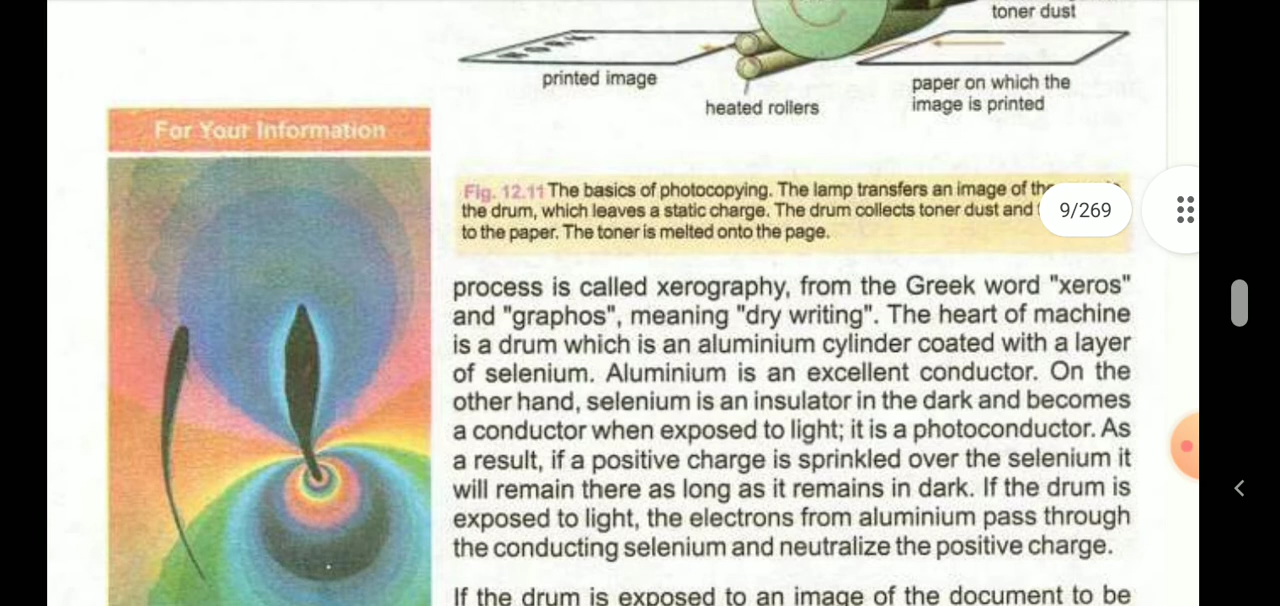 toner dust
WORK
printed image
paper on which the
image is printed
heated rollers
For Your Information
Fig. 12.11 The basics of photocopying. The lamp transfers an image of the
the drum, which leaves a static charge. The drum collects toner dust and
to the paper. The toner is melted onto the page.
9/269
process is called xerography, from the Greek word "xeros"
and "graphos", meaning "dry writing". The heart of machine
is a drum which is an aluminium cylinder coated with a layer
of selenium. Aluminium is an excellent conductor. On the
other hand, selenium is an insulator in the dark and becomes
a conductor when exposed to light; it is a photoconductor. As
a result, if a positive charge is sprinkled over the selenium it
will remain there as long as it remains in dark. If the drum is
exposed to light, the electrons from aluminium pass through
the conducting selenium and neutralize the positive charge.
If the drum is exposed to an image of the document to be